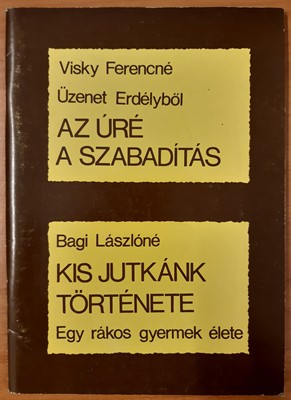 Visky Ferencné
Üzenet Erdélyből
AZ ÚRÉ
A SZABADÍTÁS
Bagi Lászlóné
KIS JUTKÁNK
TÖRTÉNETE
Egy rákos gyermek élete